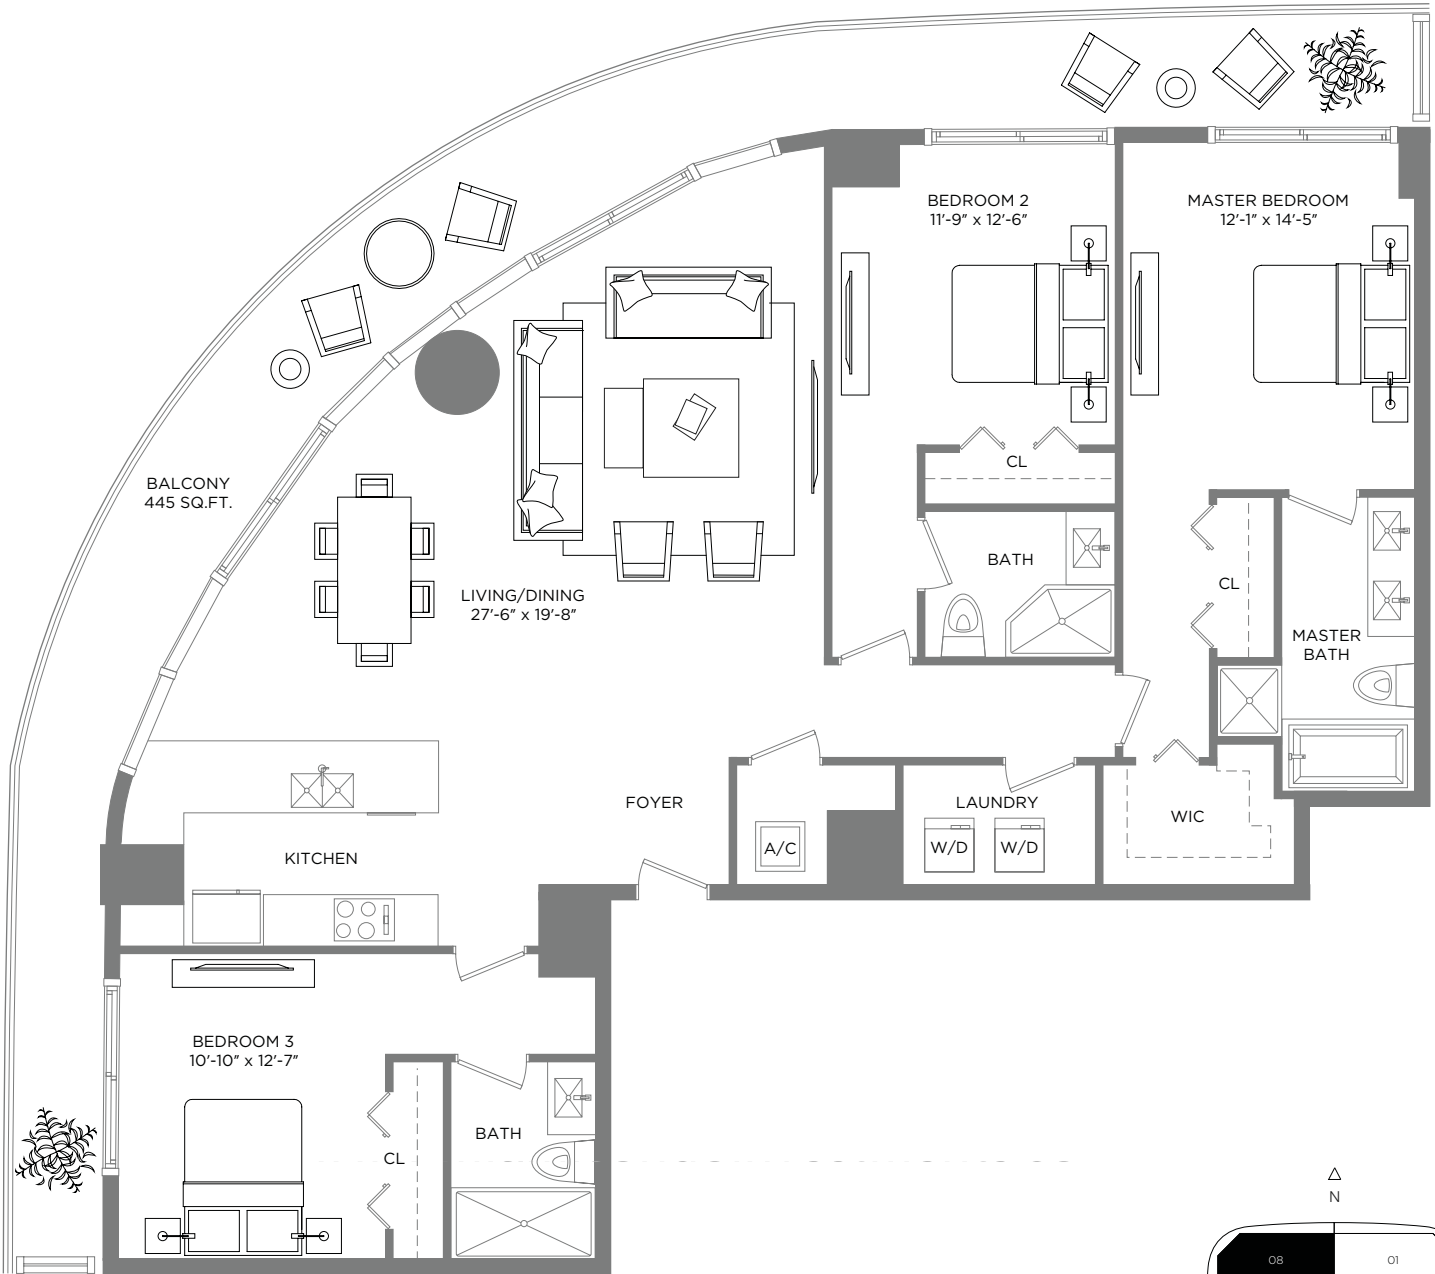 BEDROOM 2
11'-9" x 12'-6"
MASTER BEDROOM
12'-1" x 14'-5"
BALCONY
445 SQ.FT.
CL
BATH
LIVING/DINING
27'-6" x 19'-8"
CL
MASTER
BATH
FOYER
LAUNDRY
WIC
A/C
W/D
W/D
KITCHEN
BEDROOM 3
10'-10" x 12'-7"
BATH
CL
N
08
01